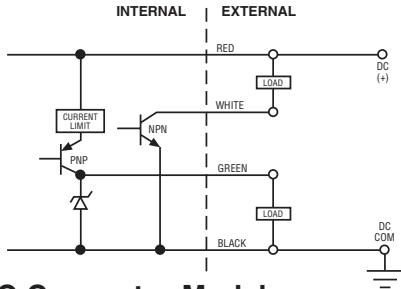 INTERNAL EXTERNAL
RED
DC
(+)
LOAD
WHITE
CURRENT
LIMIT
NPN
PNP
GREEN
LOAD
DC
COM
BLACK